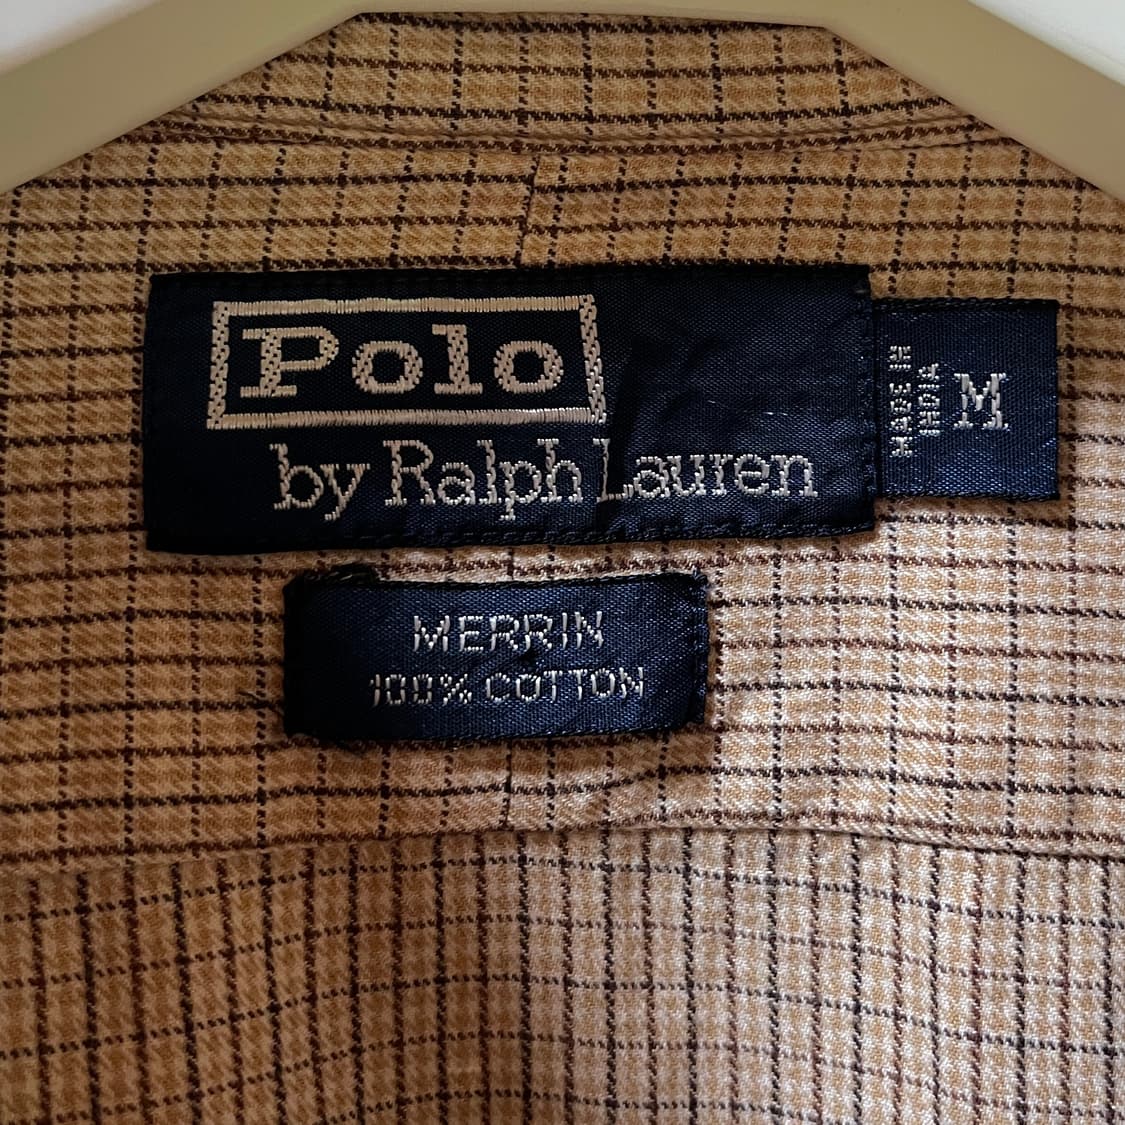 Polo
by Ralph Lauren
MADE IN
INDIA
M
MERRIN
100% COTTON